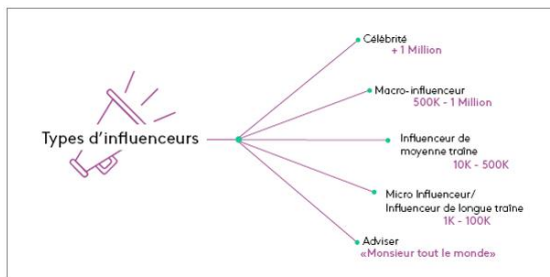 Célébrité
+ 1 Million
Macro-influenceur
500K - 1 Million
Types d'influenceurs
Influenceur de
moyenne traîne
10K - 500K
Micro Influenceur/
Influenceur de longue traîne
1K - 100K
Adviser
«Monsieur tout le monde»